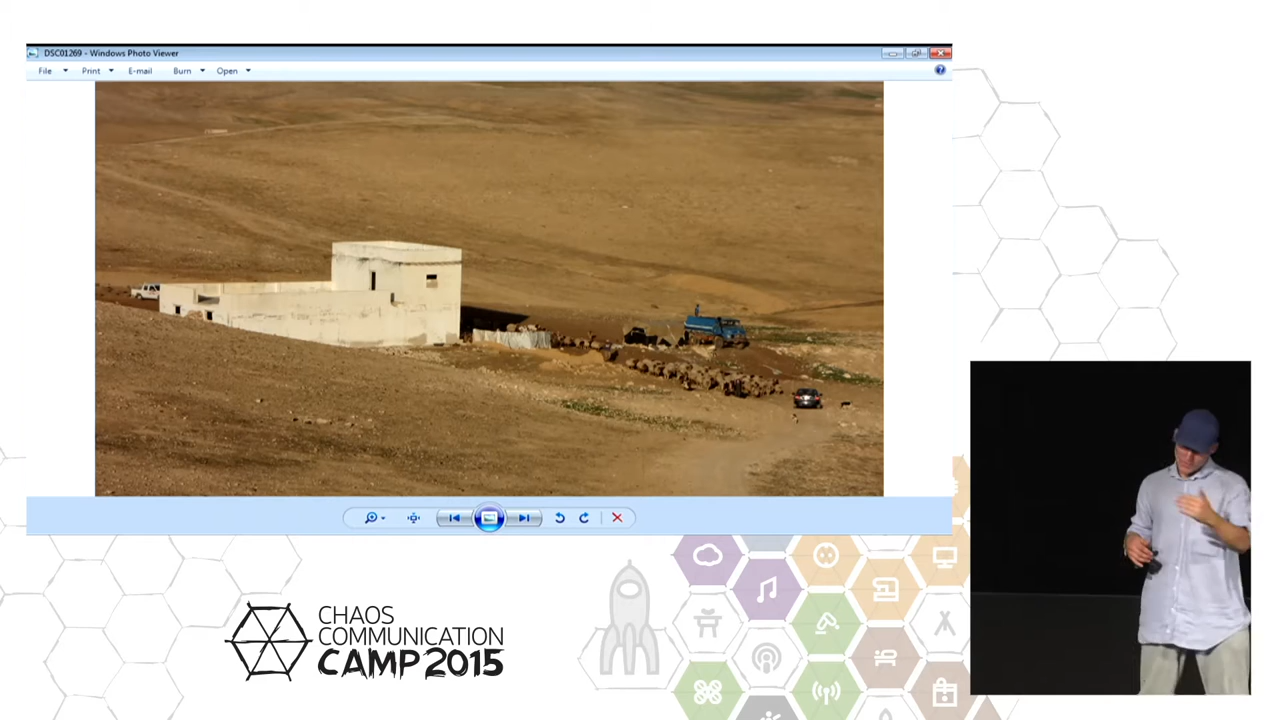 DSC01269 - Windows Photo Viewer
File Print E-mail Burn Open
CHAOS
COMMUNICATION
CAMP 2015